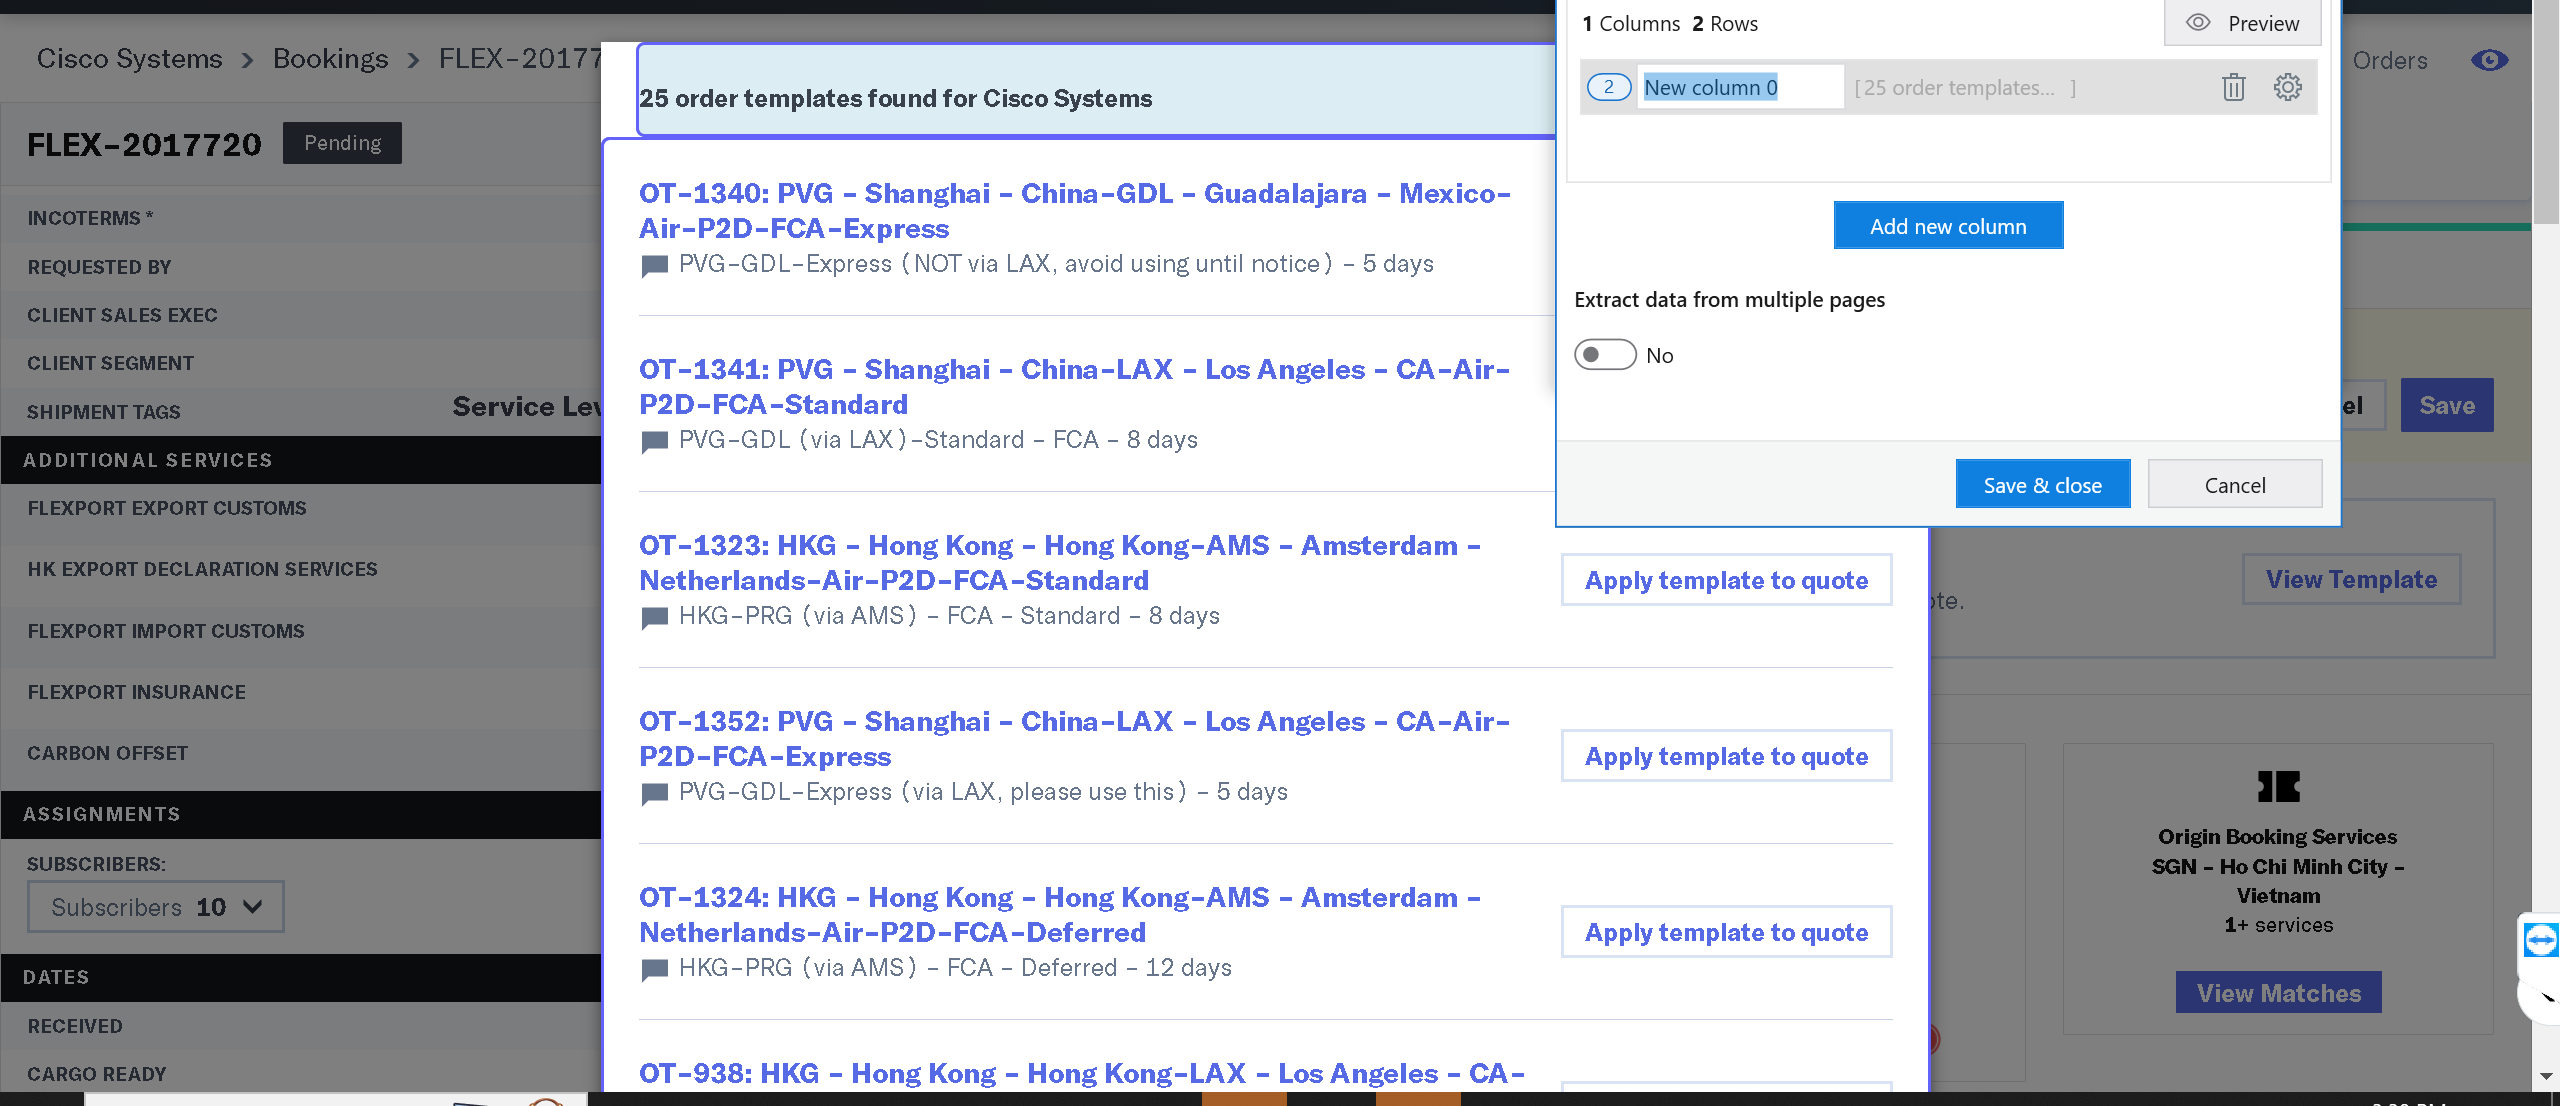 Cisco Systems > Bookings > FLEX-20177
FLEX-2017720 Pending
INCOTERMS *
REQUESTED BY
CLIENT SALES EXEC
CLIENT SEGMENT
SHIPMENT TAGS
Service Lev
ADDITIONAL SERVICES
FLEXPORT EXPORT CUSTOMS
HK EXPORT DECLARATION SERVICES
FLEXPORT IMPORT CUSTOMS
FLEXPORT INSURANCE
CARBON OFFSET
ASSIGNMENTS
SUBSCRIBERS:
Subscribers 10
DATES
RECEIVED
CARGO READY
25 order templates found for Cisco Systems
OT-1340: PVG - Shanghai - China-GDL - Guadalajara - Mexico-
Air-P2D-FCA-Express
PVG-GDL-Express (NOT via LAX, avoid using until notice) - 5 days
OT-1341: PVG - Shanghai - China-LAX - Los Angeles - CA-Air-
P2D-FCA-Standard
PVG-GDL (via LAX)-Standard - FCA - 8 days
OT-1323: HKG - Hong Kong - Hong Kong-AMS - Amsterdam -
Netherlands-Air-P2D-FCA-Standard
HKG-PRG (via AMS) - FCA - Standard - 8 days
Apply template to quote
OT-1352: PVG - Shanghai - China-LAX - Los Angeles - CA-Air-
P2D-FCA-Express
PVG-GDL-Express (via LAX, please use this) - 5 days
Apply template to quote
OT-1324: HKG - Hong Kong - Hong Kong-AMS - Amsterdam -
Netherlands-Air-P2D-FCA-Deferred
HKG-PRG (via AMS) - FCA - Deferred - 12 days
Apply template to quote
OT-938: HKG - Hong Kong - Hong Kong-LAX - Los Angeles - CA-
1 Columns 2 Rows
Preview
2 New column 0 [ 25 order templates... ]
Add new column
Extract data from multiple pages
No
Save & close Cancel
Orders
el Save
View Template
te.
Origin Booking Services
SGN - Ho Chi Minh City -
Vietnam
1+ services
View Matches